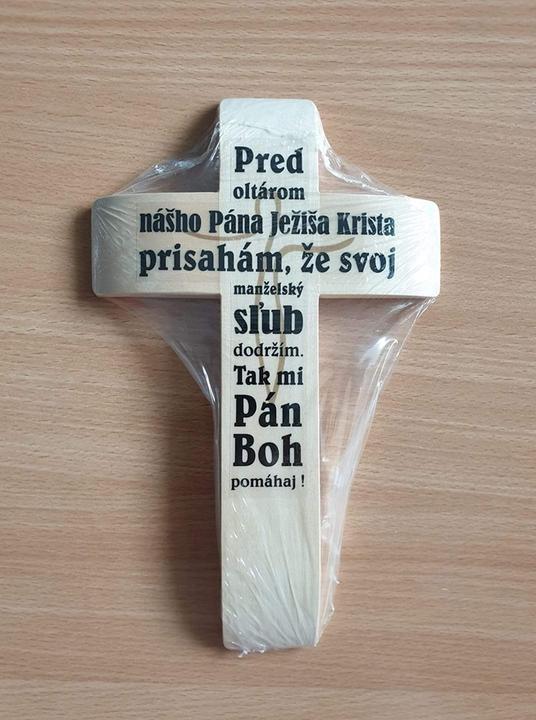 Pred
oltárom
nášho Pána Ježiša Krista
prisahám, že svoj
manželský
sľub
dodržím.
Tak mi
Pán
Boh
pomáhaj !